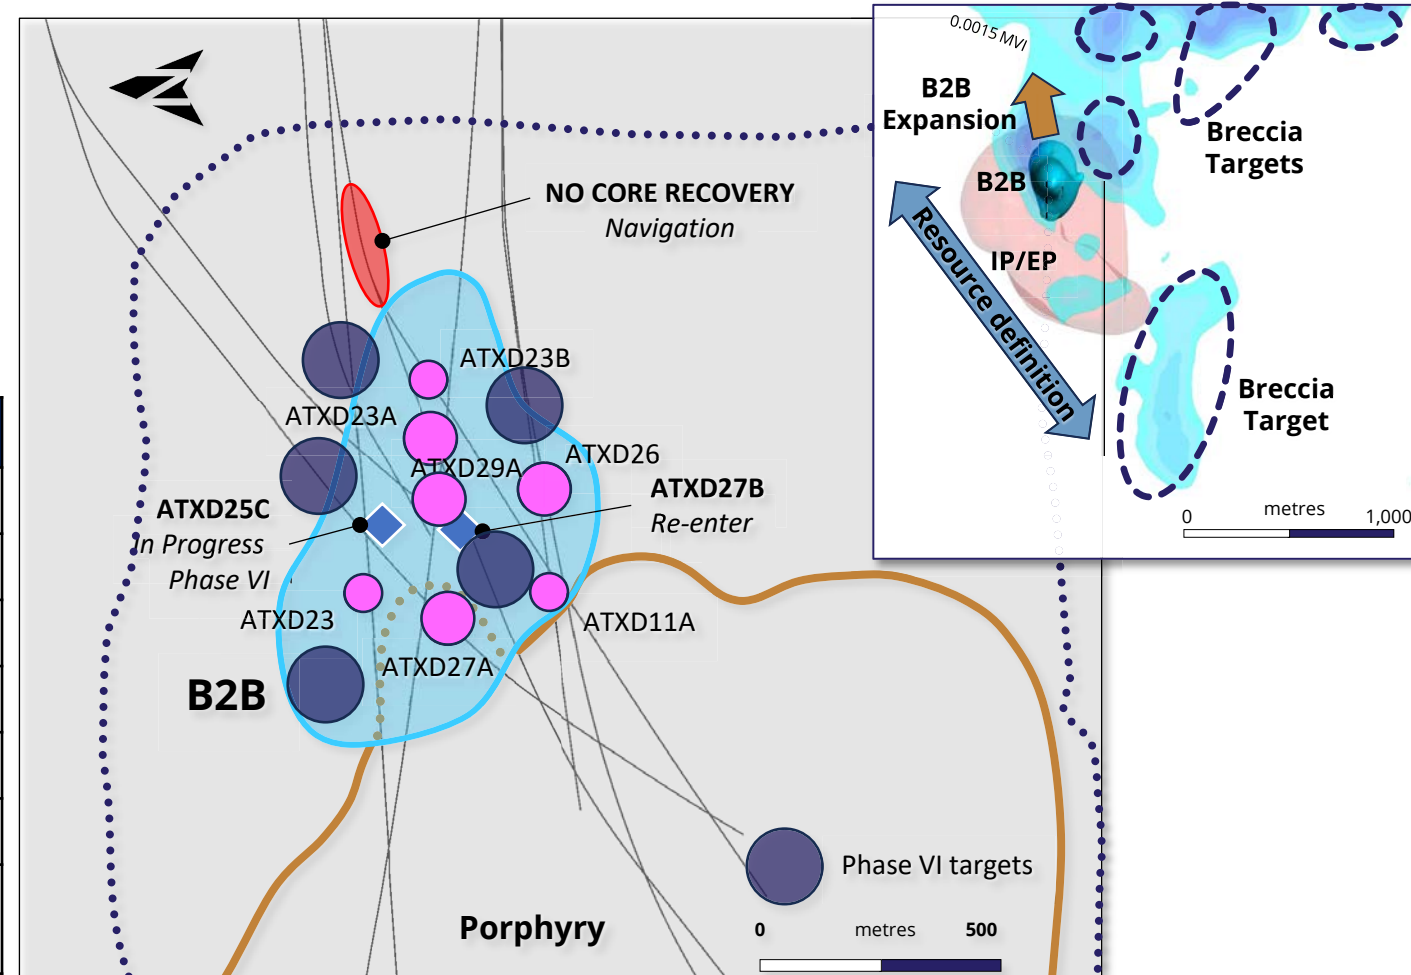 0.0015 MVI
B2B
Expansion
Breccia
Targets
B2B
IP/EP
Resource definition
Breccia
Target
0 metres 1,000
NO CORE RECOVERY
Navigation
ATXD23B
ATXD23A
ATXD29A
ATXD26
ATXD25C
In Progress
Phase VI
ATXD27B
Re-enter
ATXD23
ATXD11A
ATXD27A
B2B
Phase VI targets
Porphyry
0 metres 500